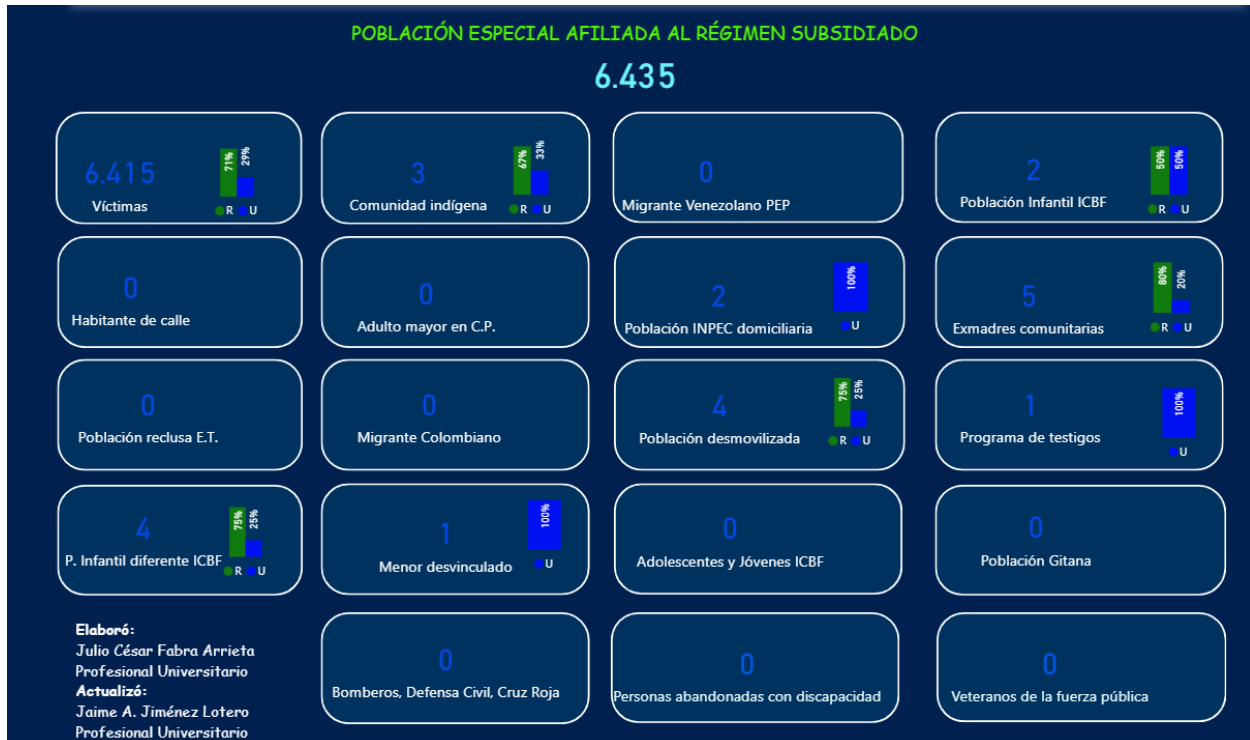 POBLACIÓN ESPECIAL AFILIADA AL RÉGIMEN SUBSIDIADO
6.435
6.415
71%
29%
Víctimas
R U
3
67%
33%
Comunidad indígena
R U
0
Migrante Venezolano PEP
2
50%
50%
Población Infantil ICBF
R U
0
Habitante de calle
0
Adulto mayor en C.P.
2
100%
Población INPEC domiciliaria
U
5
80%
20%
Exmadres comunitarias
R U
0
Población reclusa E.T.
0
Migrante Colombiano
4
75%
25%
Población desmovilizada
R U
1
100%
Programa de testigos
U
4
75%
25%
P. Infantil diferente ICBF
R U
1
100%
Menor desvinculado
U
0
Adolescentes y Jóvenes ICBF
0
Población Gitana
Elaboró:
Julio César Fabra Arrieta
Profesional Universitario
Actualizó:
Jaime A. Jiménez Lotero
Profesional Universitario
0
Bomberos, Defensa Civil, Cruz Roja
0
Personas abandonadas con discapacidad
0
Veteranos de la fuerza pública